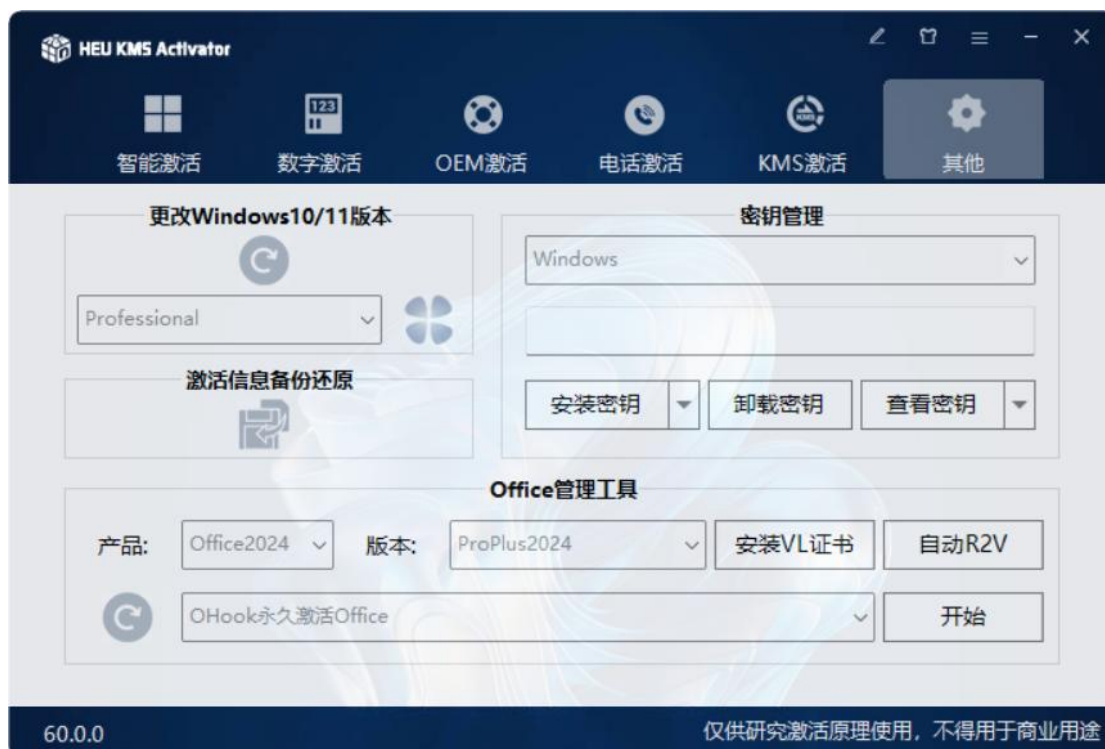 HEU KMS Activator
123
KMS
智能激活
数字激活
OEM激活
电话激活
KMS激活
其他
更改Windows10/11版本
Professional
激活信息备份还原
密钥管理
Windows
安装密钥
卸载密钥
查看密钥
Office管理工具
产品:
Office2024
版本:
ProPlus2024
安装VL证书
自动R2V
OHook永久激活Office
开始
60.0.0
仅供研究激活原理使用，不得用于商业用途